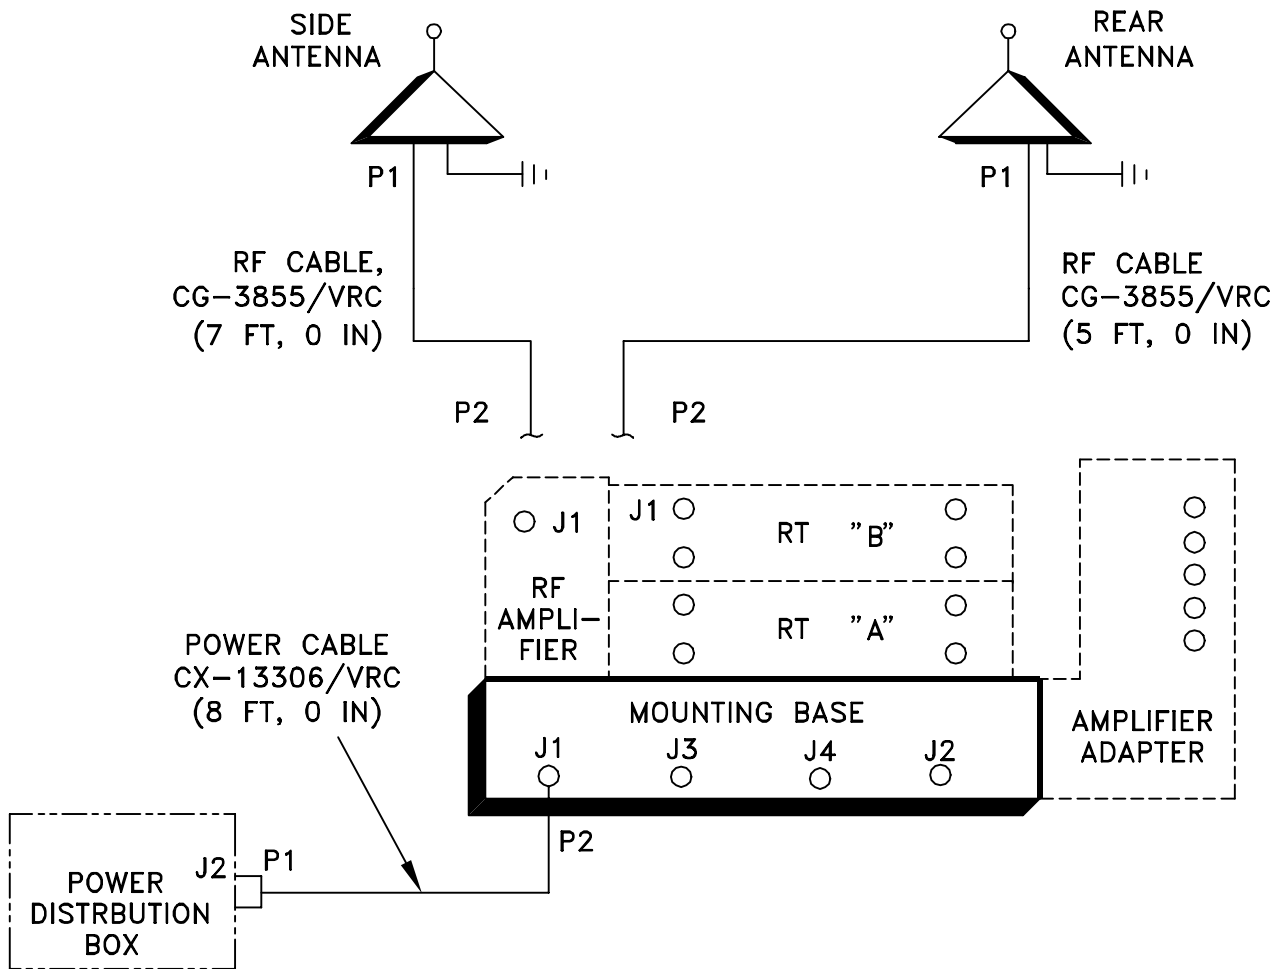 SIDE
ANTENNA
REAR
ANTENNA
P1
P1
RF CABLE,
CG-3855/VRC
(7 FT, 0 IN)
RF CABLE
CG-3855/VRC
(5 FT, 0 IN)
P2
P2
J1
J1
RT "B"
RF
AMPLI-
FIER
RT "A"
POWER CABLE
CX-13306/VRC
(8 FT, 0 IN)
MOUNTING BASE
J1
J3
J4
J2
AMPLIFIER
ADAPTER
P2
J2
P1
POWER
DISTRBUTION
BOX